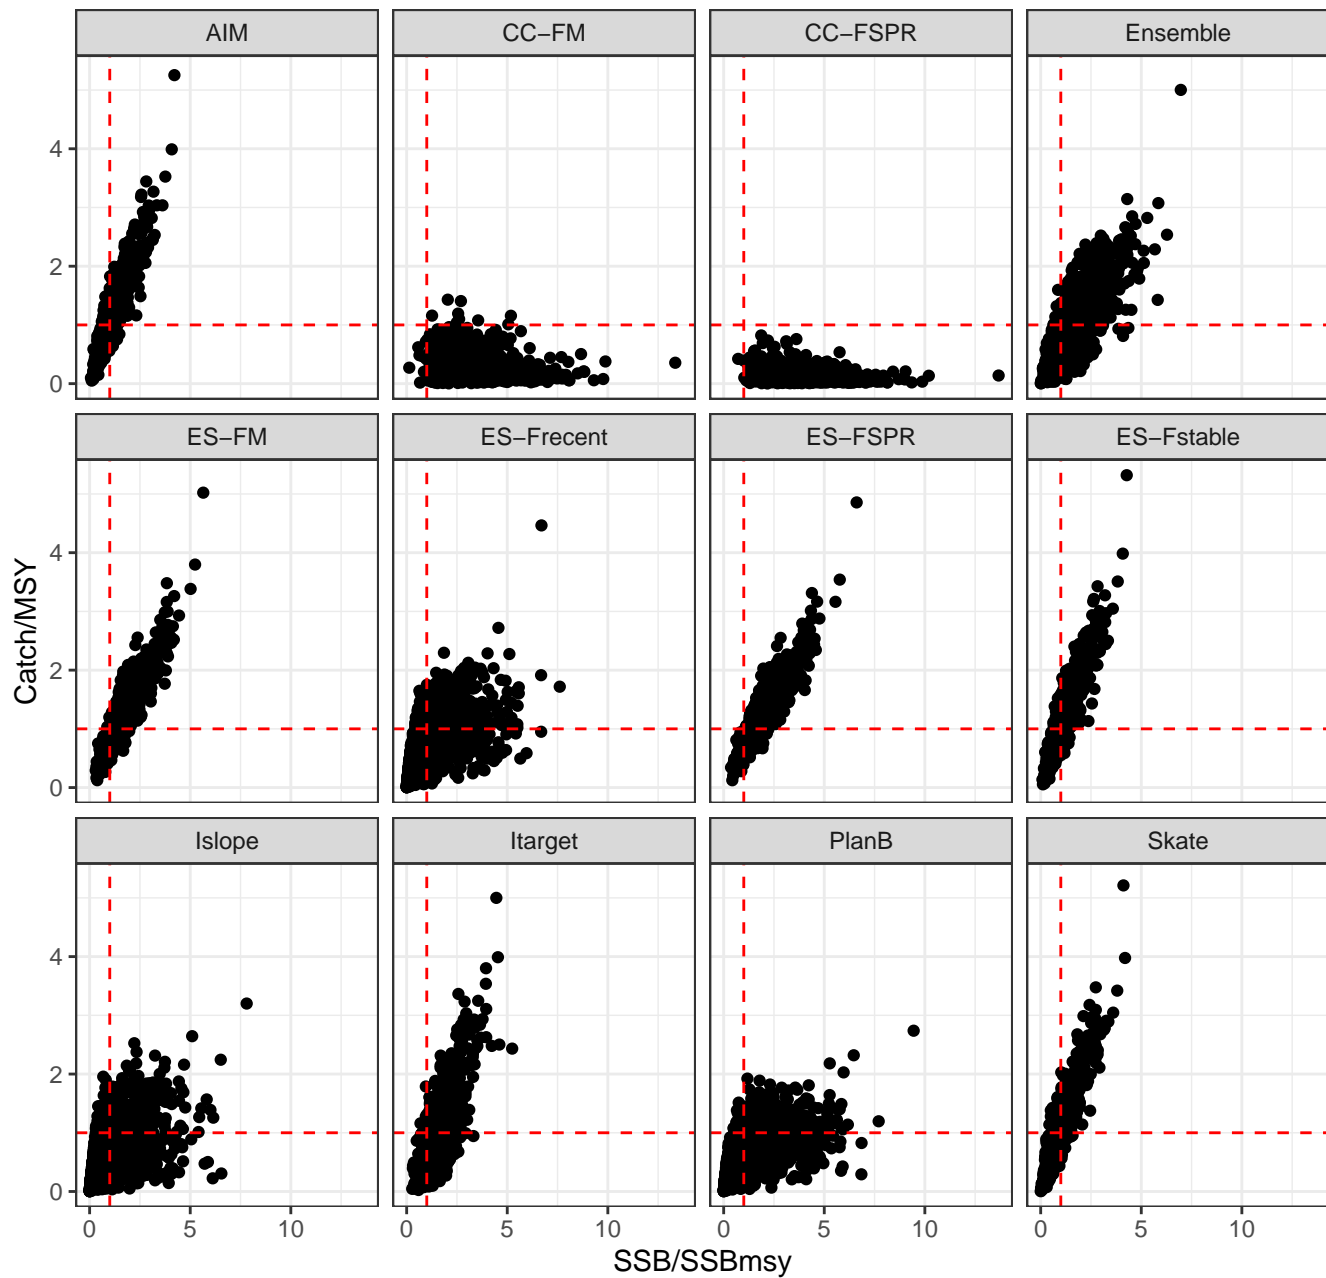 AIM CC−FM CC−FSPR Ensemble
4
2
0
ES−FM ES−Frecent ES−FSPR ES−Fstable
Catch/MSY
4
2
0
Islope Itarget PlanB Skate
4
2
0
0 5 10 0 5 10 0 5 10 0 5 10
SSB/SSBmsy